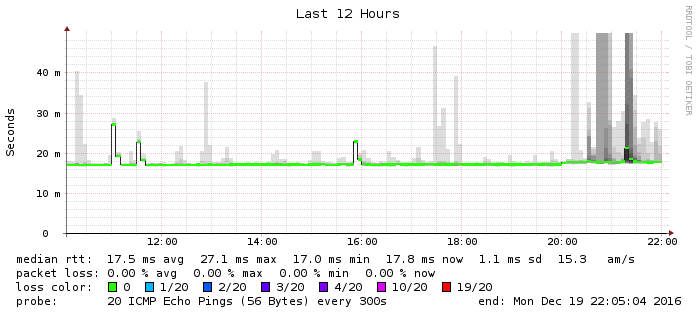 Last 12 Hours
RRDTOOL / TOBI OETIKER
Seconds
40 m
30 m
20 m
10 m
0
12:00 14:00 16:00 18:00 20:00 22:00
median rtt: 17.5 ms avg 27.1 ms max 17.0 ms min 17.8 ms now 1.1 ms sd 15.3 am/s
packet loss: 0.00 % avg 0.00 % max 0.00 % min 0.00 % now
loss color: 0 1/20 2/20 3/20 4/20 10/20 19/20
probe: 20 ICMP Echo Pings (56 Bytes) every 300s end: Mon Dec 19 22:05:04 2016